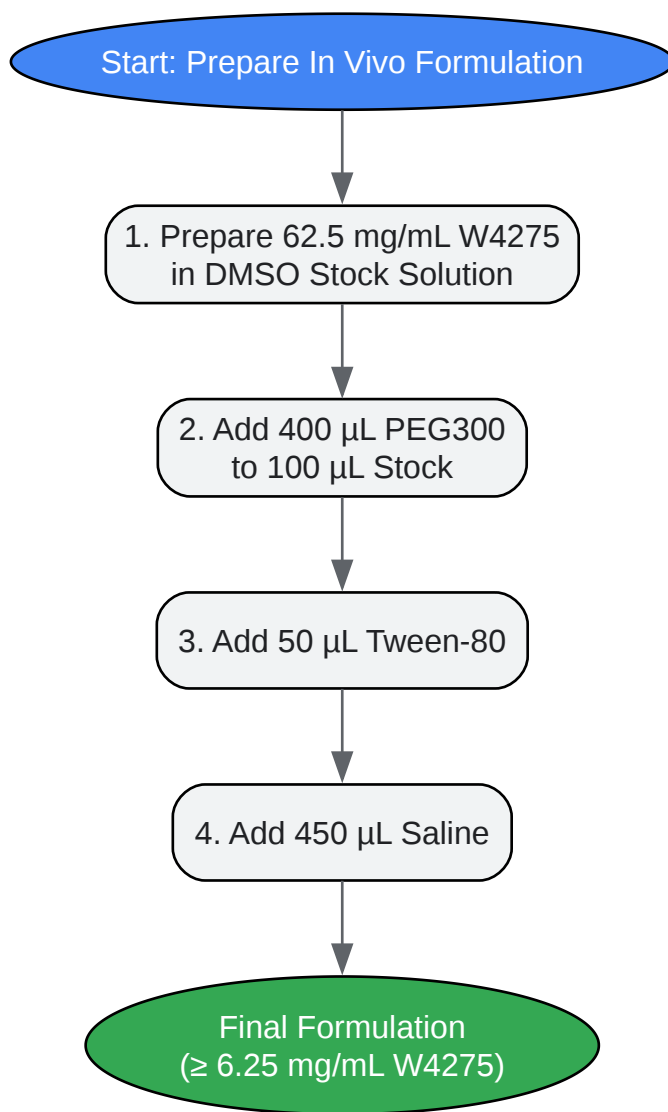 Start: Prepare In Vivo Formulation
1. Prepare 62.5 mg/mL W4275
in DMSO Stock Solution
2. Add 400 µL PEG300
to 100 µL Stock
3. Add 50 µL Tween-80
4. Add 450 µL Saline
Final Formulation
(≥ 6.25 mg/mL W4275)